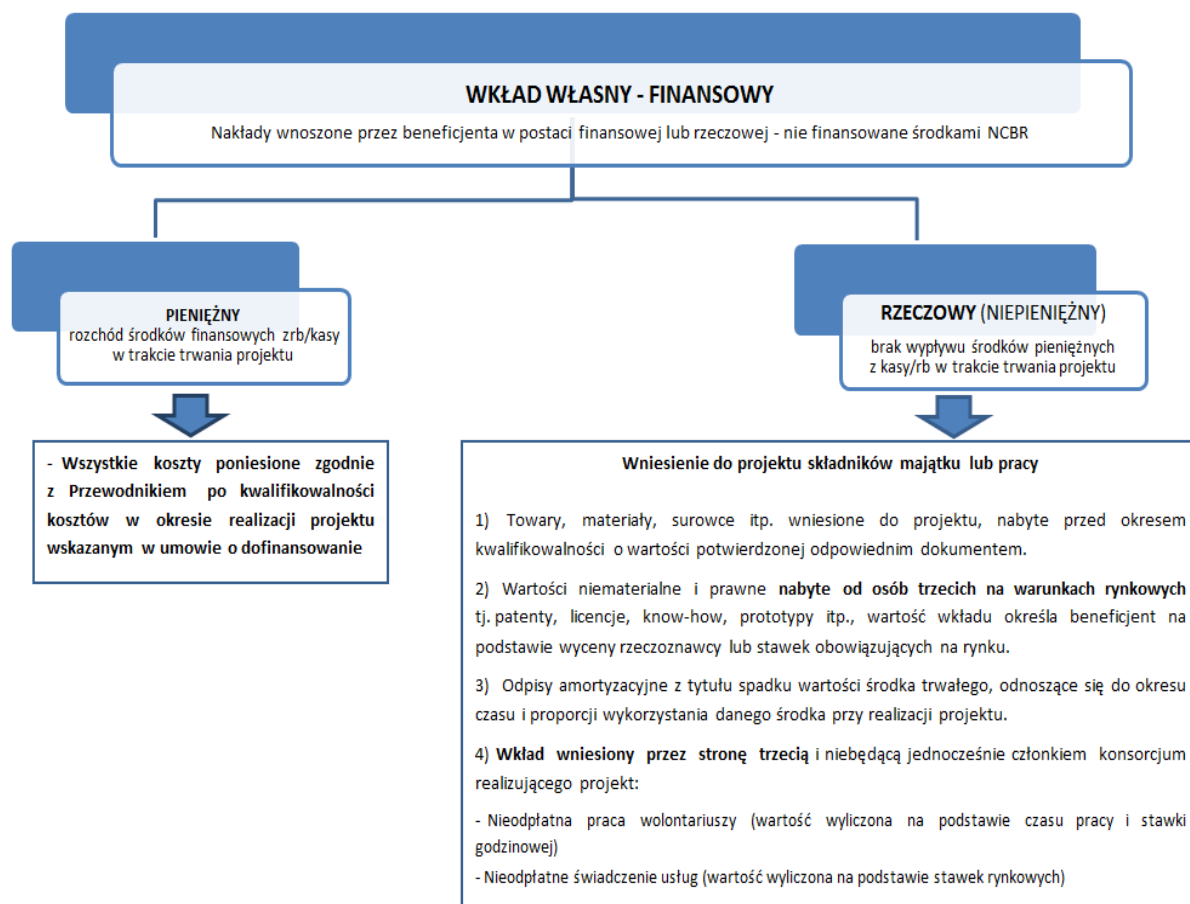 WKŁAD WŁASNY - FINANSOWY
Nakłady wnoszone przez beneficjenta w postaci finansowej lub rzeczowej - nie finansowane środkami NCBR
PIENIĘŻNY
rozchód środków finansowych zrb/kasy
w trakcie trwania projektu
- Wszystkie koszty poniesione zgodnie
z Przewodnikiem po kwalifikowalności
kosztów w okresie realizacji projektu
wskazanym w umowie o dofinansowanie
RZECZOWY (NIEPIENIĘŻNY)
brak wypływu środków pieniężnych
z kasy/rb w trakcie trwania projektu
Wniesienie do projektu składników majątku lub pracy
1) Towary, materiały, surowce itp. wniesione do projektu, nabyte przed okresem
kwalifikowalności o wartości potwierdzonej odpowiednim dokumentem.
2) Wartości niematerialne i prawne nabyte od osób trzecich na warunkach rynkowych
tj. patenty, licencje, know-how, prototypy itp., wartość wkładu określa beneficjent na
podstawie wyceny rzeczoznawcy lub stawek obowiązujących na rynku.
3) Odpisy amortyzacyjne z tytułu spadku wartości środka trwałego, odnoszące się do okresu
czasu i proporcji wykorzystania danego środka przy realizacji projektu.
4) Wkład wniesiony przez stronę trzecią i niebędącą jednocześnie członkiem konsorcjum
realizującego projekt:
- Nieodpłatna praca wolontariuszy (wartość wyliczona na podstawie czasu pracy i stawki
godzinowej)
- Nieodpłatne świadczenie usług (wartość wyliczona na podstawie stawek rynkowych)